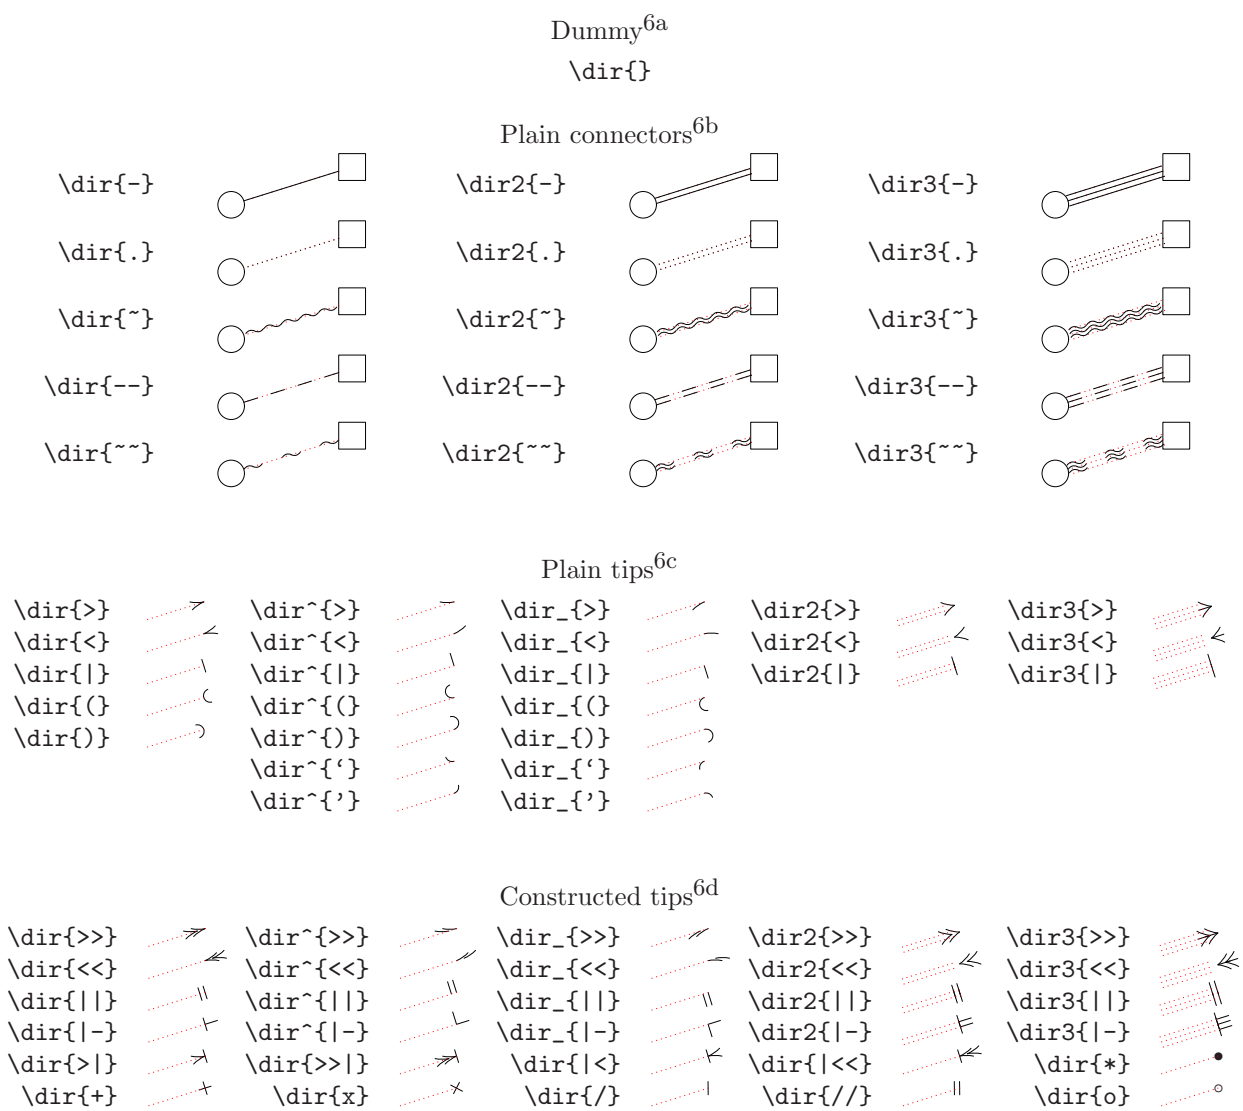 Dummy6a
\dir{}
Plain connectors6b
\dir{-} \dir2{-} \dir3{-}
\dir{.} \dir2{.} \dir3{.}
\dir{~} \dir2{~} \dir3{~}
\dir{--} \dir2{--} \dir3{--}
\dir{~~} \dir2{~~} \dir3{~~}
Plain tips6c
\dir{>} \dir^{>} \dir_{>} \dir2{>} \dir3{>}
\dir{<} \dir^{<} \dir_{<} \dir2{<} \dir3{<}
\dir{|} \dir^{|} \dir_{|} \dir2{|} \dir3{|}
\dir{(} \dir^{(} \dir_{(}
\dir{)} \dir^{)} \dir_{)}
\dir^{‘} \dir_{‘}
\dir^{’} \dir_{’}
Constructed tips6d
\dir{>>} \dir^{>>} \dir_{>>} \dir2{>>} \dir3{>>}
\dir{<<} \dir^{<<} \dir_{<<} \dir2{<<} \dir3{<<}
\dir{||} \dir^{||} \dir_{||} \dir2{||} \dir3{||}
\dir{|-} \dir^{|-} \dir_{|-} \dir2{|-} \dir3{|-}
\dir{>|} \dir{>>|} \dir{|<} \dir{|<<} \dir{*}
\dir{+} \dir{x} \dir{/} \dir{//} \dir{o}